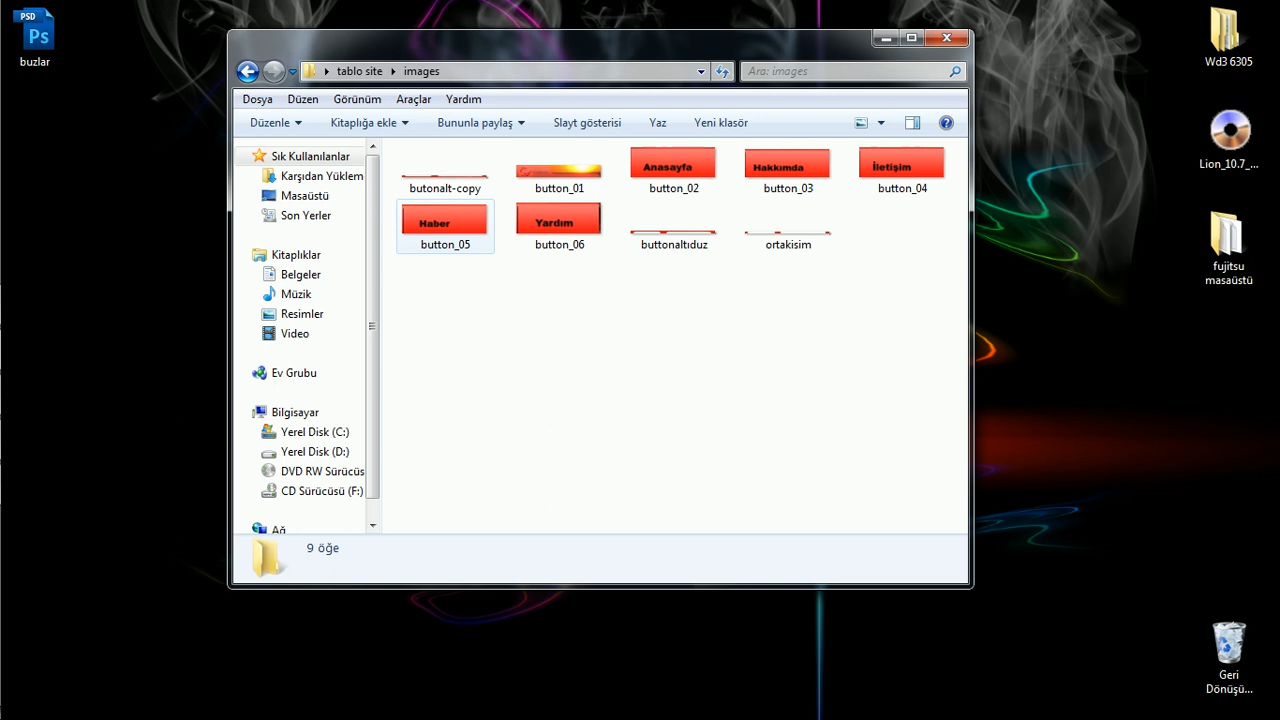 PSD
Ps
buzlar
tablo site
images
Ara: images
Dosya
Düzen
Görünüm
Araçlar
Yardım
Düzenle
Kitaplığa ekle
Bununla paylaş
Slayt gösterisi
Yaz
Yeni klasör
Sık Kullanılanlar
Karşıdan Yüklem
Masaüstü
Son Yerler
Kitaplıklar
Belgeler
Müzik
Resimler
Video
Ev Grubu
Bilgisayar
Yerel Disk (C:)
Yerel Disk (D:)
DVD RW Sürücüs
CD Sürücüsü (F:)
Ağ
butonalt-copy
button_01
Anasayfa
button_02
Hakkımda
button_03
İletişim
button_04
Haber
button_05
Yardım
button_06
buttonaltıduz
ortakisim
9 öğe
Wd3 6305
Lion_10.7_...
fujitsu
masaüstü
Geri
Dönüşü...